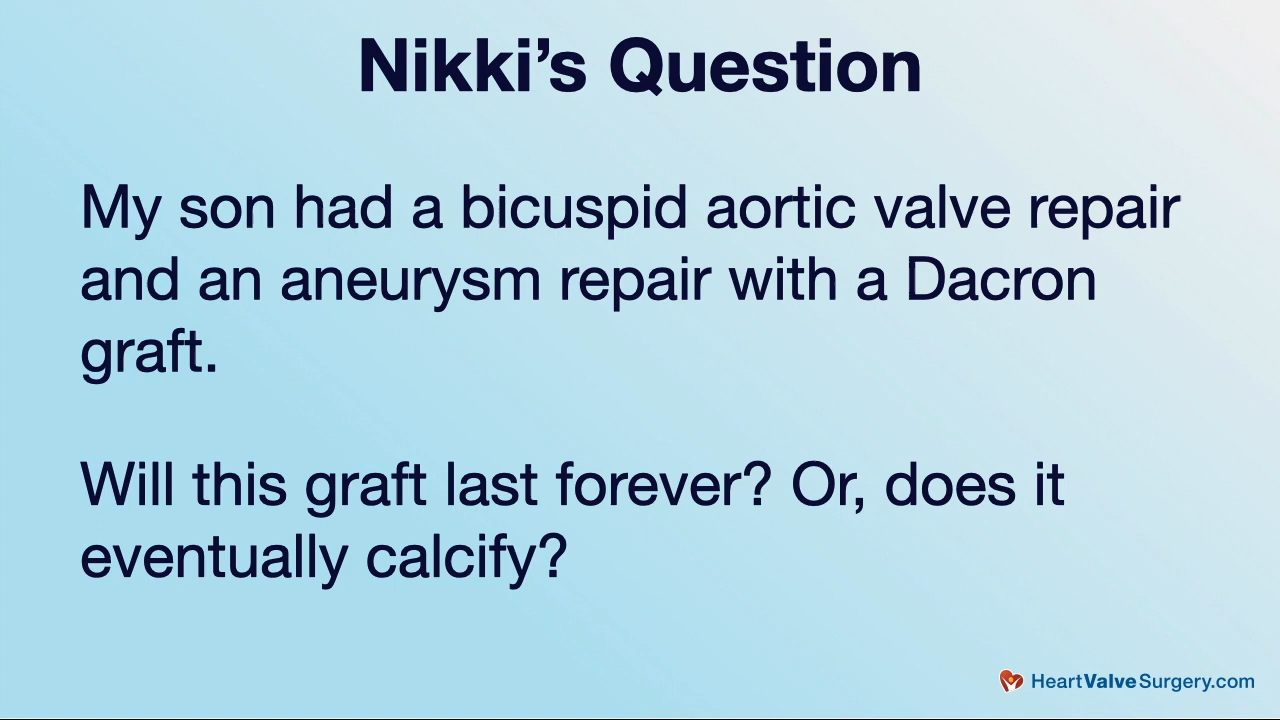 Nikki’s Question
My son had a bicuspid aortic valve repair
and an aneurysm repair with a Dacron
graft.
Will this graft last forever? Or, does it
eventually calcify?
HeartValveSurgery.com